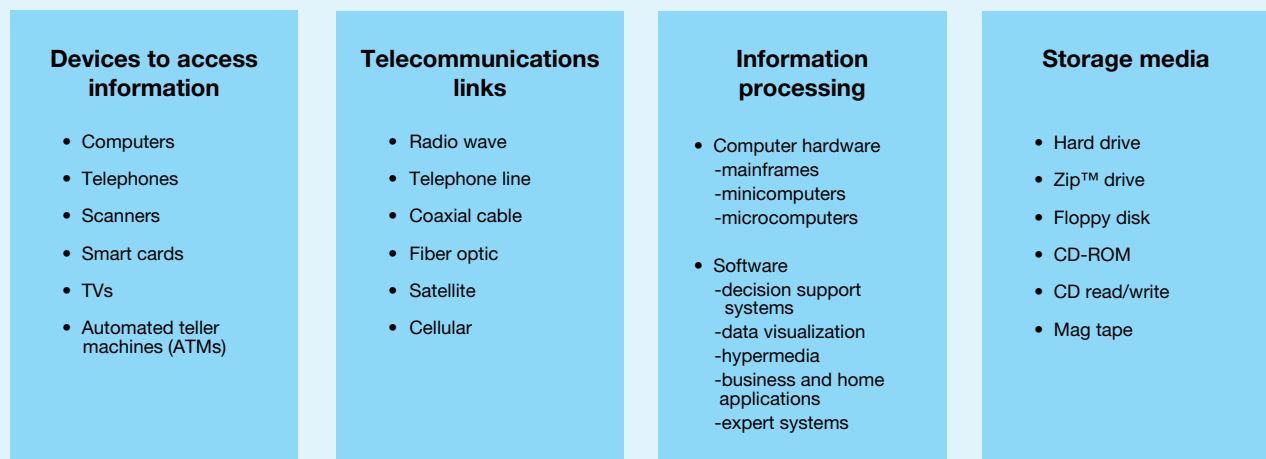 Devices to access
information
• Computers
• Telephones
• Scanners
• Smart cards
• TVs
• Automated teller
machines (ATMs)
Telecommunications
links
• Radio wave
• Telephone line
• Coaxial cable
• Fiber optic
• Satellite
• Cellular
Information
processing
• Computer hardware
-mainframes
-minicomputers
-microcomputers
• Software
-decision support
systems
-data visualization
-hypermedia
-business and home
applications
-expert systems
Storage media
• Hard drive
• Zip™ drive
• Floppy disk
• CD-ROM
• CD read/write
• Mag tape